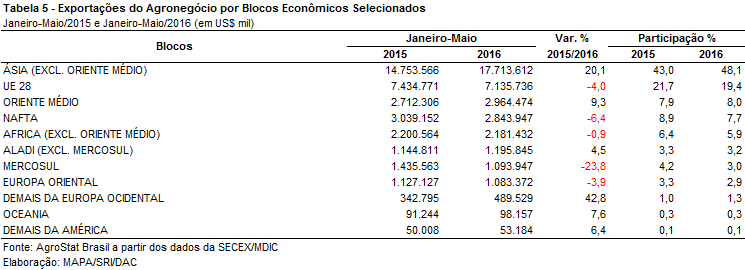 Tabela 5 - Exportações do Agronegócio por Blocos Econômicos Selecionados
Janeiro-Maio/2015 e Janeiro-Maio/2016 (em US$ mil)
Blocos Janeiro-Maio Var. % Participação %
2015 2016 2015/2016 2015 2016
ÁSIA (EXCL. ORIENTE MÉDIO) 14.753.566 17.713.612 20,1 43,0 48,1
UE 28 7.434.771 7.135.736 -4,0 21,7 19,4
ORIENTE MÉDIO 2.712.306 2.964.474 9,3 7,9 8,0
NAFTA 3.039.152 2.843.947 -6,4 8,9 7,7
AFRICA (EXCL. ORIENTE MÉDIO) 2.200.564 2.181.432 -0,9 6,4 5,9
ALADI (EXCL. MERCOSUL) 1.144.811 1.195.845 4,5 3,3 3,2
MERCOSUL 1.435.563 1.093.947 -23,8 4,2 3,0
EUROPA ORIENTAL 1.127.127 1.083.372 -3,9 3,3 2,9
DEMAIS DA EUROPA OCIDENTAL 342.795 489.529 42,8 1,0 1,3
OCEANIA 91.244 98.157 7,6 0,3 0,3
DEMAIS DA AMÉRICA 50.008 53.184 6,4 0,1 0,1
Fonte: AgroStat Brasil a partir dos dados da SECEX/MDIC
Elaboração: MAPA/SRI/DAC